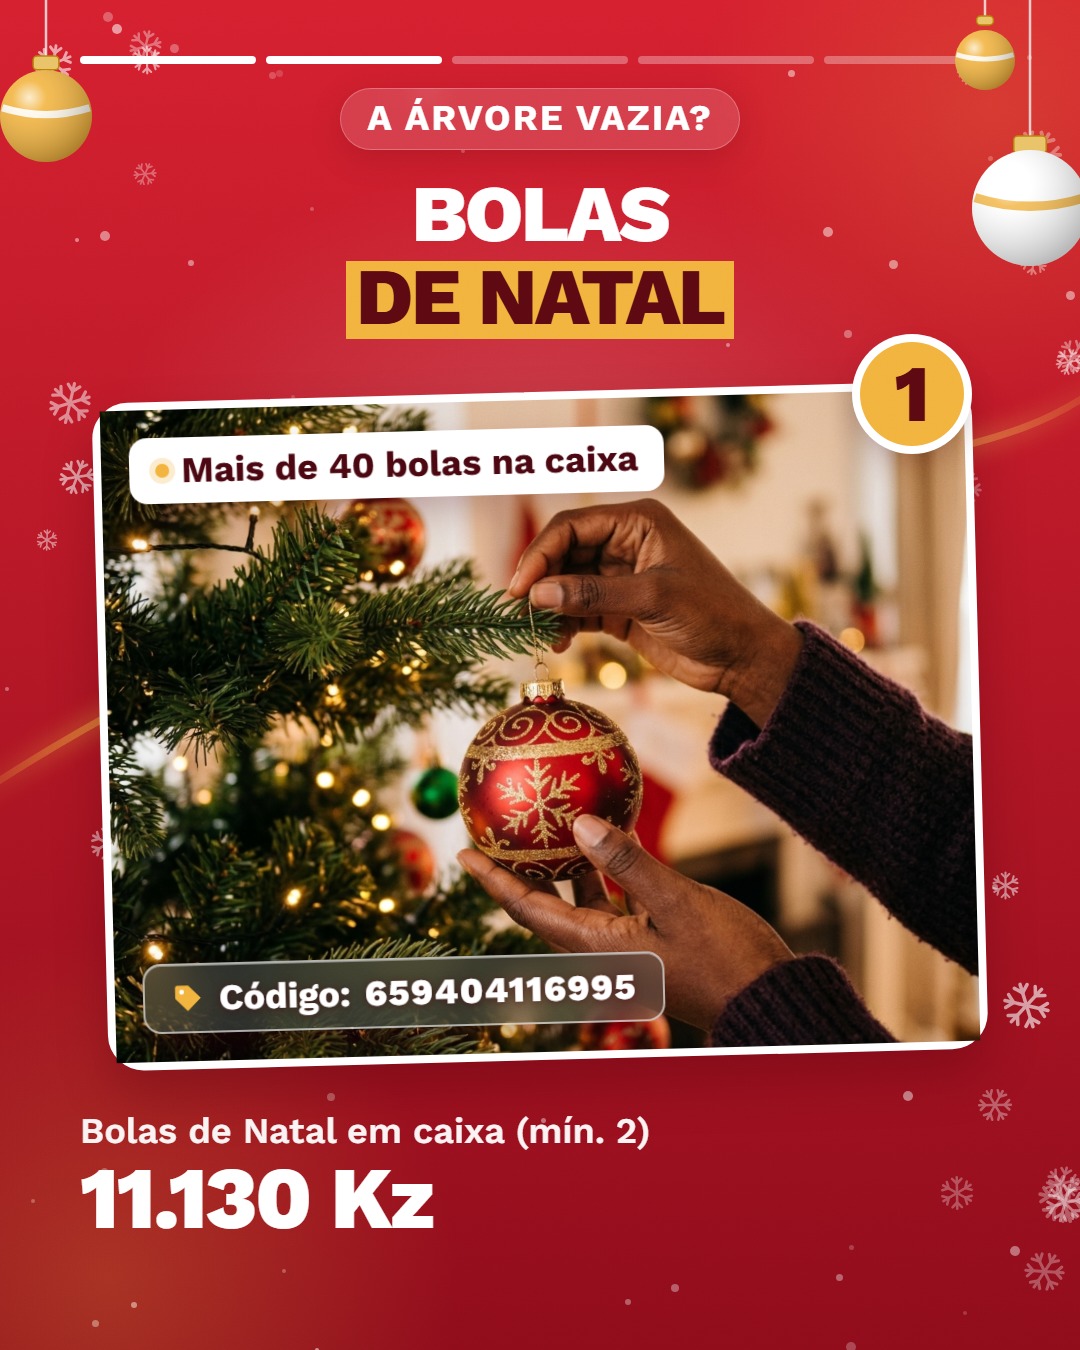 A ÁRVORE VAZIA?
BOLAS
DE NATAL
1
Mais de 40 bolas na caixa
Código: 659404116995
Bolas de Natal em caixa (mín. 2)
11.130 Kz